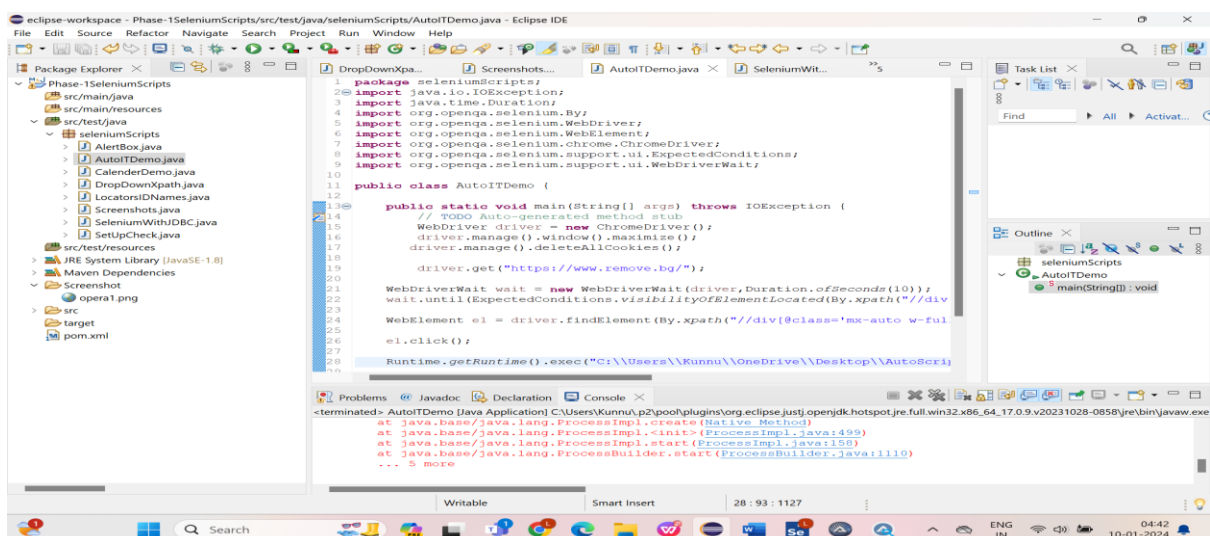 eclipse-workspace - Phase-1SeleniumScripts/src/test/java/seleniumScripts/AutoITDemo.java - Eclipse IDE
File Edit Source Refactor Navigate Search Project Run Window Help
Package Explorer
Phase-1SeleniumScripts
src/main/java
src/main/resources
src/test/java
seleniumScripts
AlertBox.java
AutoITDemo.java
CalenderDemo.java
DropDownXpath.java
LocatorsIDNames.java
Screenshots.java
SeleniumWithJDBC.java
SetUpCheck.java
src/test/resources
JRE System Library [JavaSE-1.8]
Maven Dependencies
Screenshot
opera1.png
src
target
pom.xml
DropDownXpa... Screenshots.... AutoITDemo.java SeleniumWit... »5
1 package seleniumScripts;
2 import java.io.IOException;
3 import java.time.Duration;
4 import org.openqa.selenium.By;
5 import org.openqa.selenium.WebDriver;
6 import org.openqa.selenium.WebElement;
7 import org.openqa.selenium.chrome.ChromeDriver;
8 import org.openqa.selenium.support.ui.ExpectedConditions;
9 import org.openqa.selenium.support.ui.WebDriverWait;
10
11 public class AutoITDemo {
12
13 public static void main(String[] args) throws IOException {
14 // TODO Auto-generated method stub
15 WebDriver driver = new ChromeDriver();
16 driver.manage().window().maximize();
17 driver.manage().deleteAllCookies();
18
19 driver.get("https://www.remove.bg/");
20
21 WebDriverWait wait = new WebDriverWait(driver,Duration.ofSeconds(10));
22 wait.until(ExpectedConditions.visibilityOfElementLocated(By.xpath("//div
23
24 WebElement el = driver.findElement(By.xpath("//div[@class='mx-auto w-ful
25
26 el.click();
27
28 Runtime.getRuntime().exec("C:\\Users\\Kunnu\\OneDrive\\Desktop\\AutoScrip
29
Task List
Find All Activat...
Outline
seleniumScripts
AutoITDemo
main(String[]) : void
Problems Javadoc Declaration Console
<terminated> AutoITDemo [Java Application] C:\Users\Kunnu\.p2\pool\plugins\org.eclipse.justj.openjdk.hotspot.jre.full.win32.x86_64_17.0.9.v20231028-0858\jre\bin\javaw.exe
at java.base/java.lang.ProcessImpl.create(Native Method)
at java.base/java.lang.ProcessImpl.<init>(ProcessImpl.java:499)
at java.base/java.lang.ProcessImpl.start(ProcessImpl.java:158)
at java.base/java.lang.ProcessBuilder.start(ProcessBuilder.java:1110)
... 5 more
Writable Smart Insert 28 : 93 : 1127
Search
ENG
IN
04:42
10-01-2024